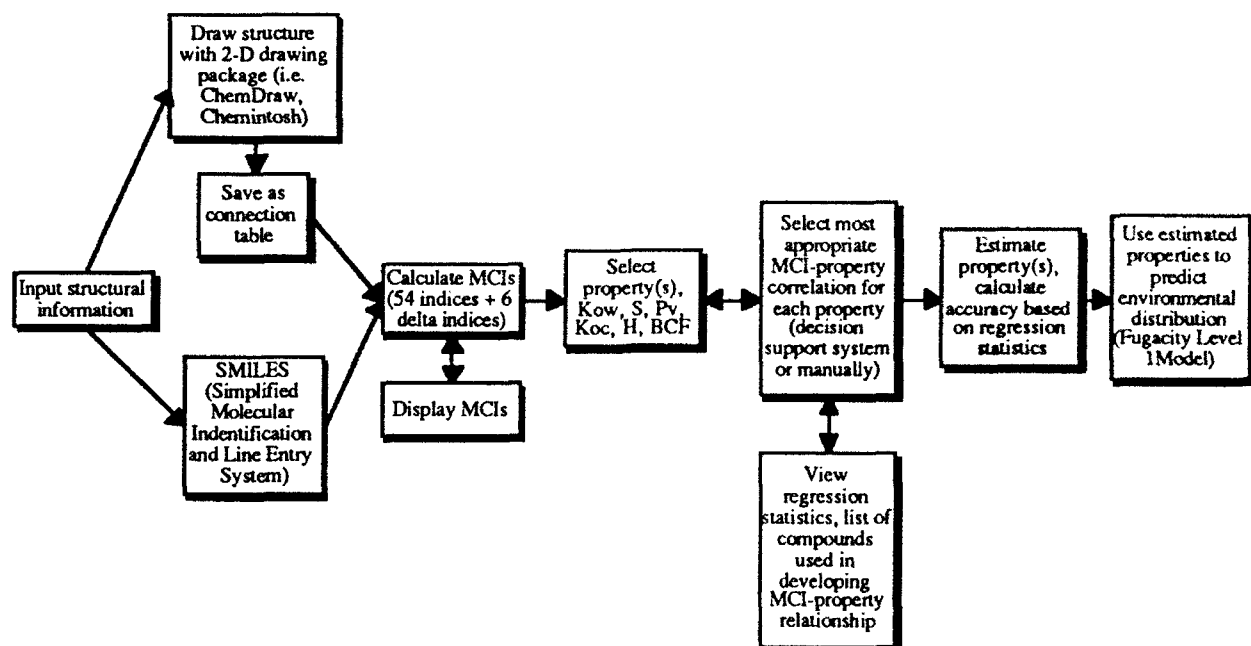 Draw structure
with 2-D drawing
package (i.e.
ChemDraw,
Chemintosh)
Save as
connection
table
Input structural
information
SMILES
(Simplified
Molecular
Indentification
and Line Entry
System)
Calculate MCIs
(54 indices + 6
delta indices)
Display MCIs
Select
property(s),
Kow, S, Pv,
Koc, H, BCF
Select most
appropriate
MCI-property
correlation for
each property
(decision
support system
or manually)
View
regression
statistics, list of
compounds
used in
developing
MCI-property
relationship
Estimate
property(s),
calculate
accuracy based
on regression
statistics
Use estimated
properties to
predict
environmental
distribution
(Fugacity Level
1Model)